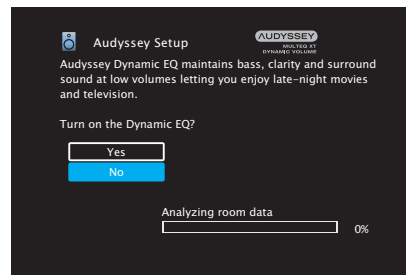 Audyssey Setup
AUDYSSEY
MULTEQ XT
DYNAMIC VOLUME
Audyssey Dynamic EQ maintains bass, clarity and surround
sound at low volumes letting you enjoy late-night movies
and television.
Turn on the Dynamic EQ?
Yes
No
Analyzing room data
0%